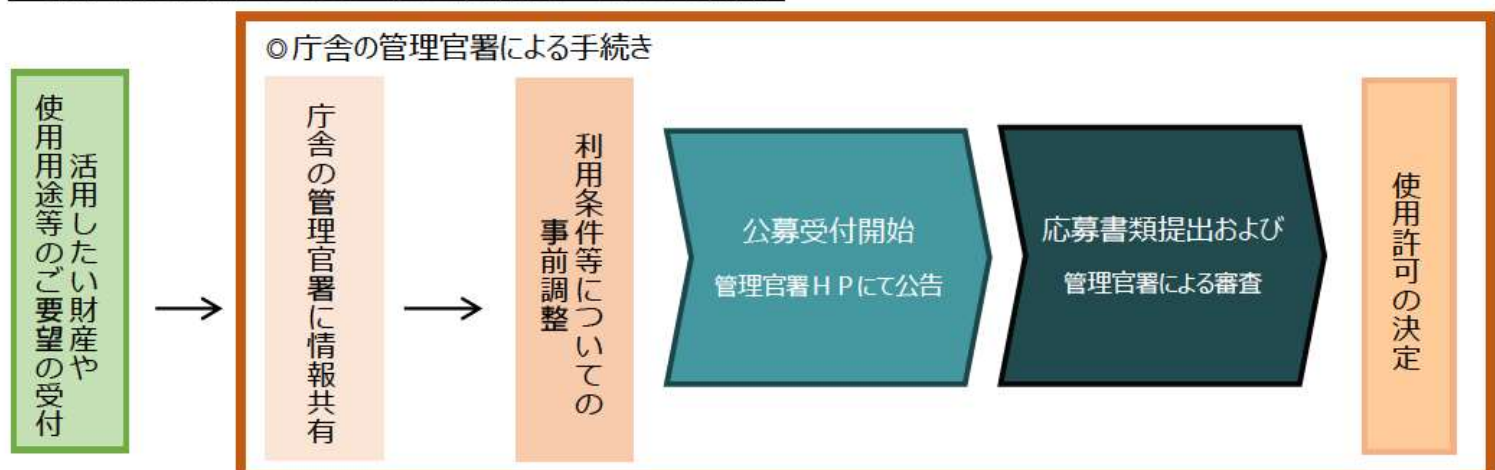 ◎庁舎の管理官署による手続き
活用したい財産や
使用用途等のご要望の受付
→
庁舎の管理官署に情報共有
→
利用条件等についての
事前調整
公募受付開始
管理官署HPにて公告
応募書類提出および
管理官署による審査
使用許可の決定